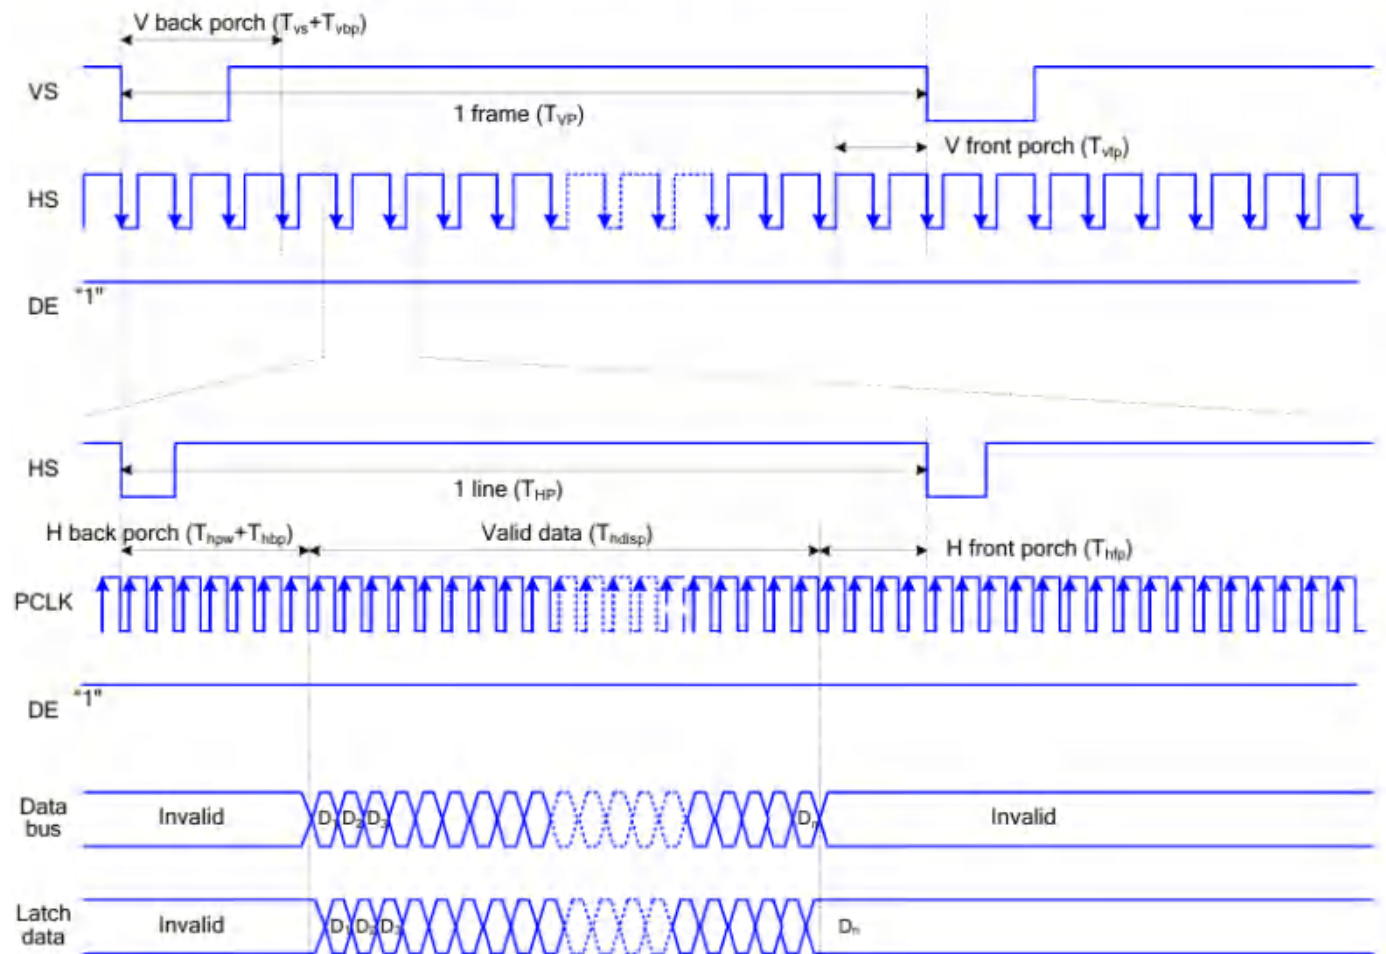 V back porch (Tvs+Tvbp)
VS
1 frame (TVP)
V front porch (Tvfp)
HS
DE "1"
HS
1 line (THP)
H back porch (Thpw+Thbp)
Valid data (Thdisp)
H front porch (Thfp)
PCLK
DE "1"
Data
bus
Invalid
D1 D2 D3
Dn
Invalid
Latch
data
Invalid
D1 D2 D3
Dn